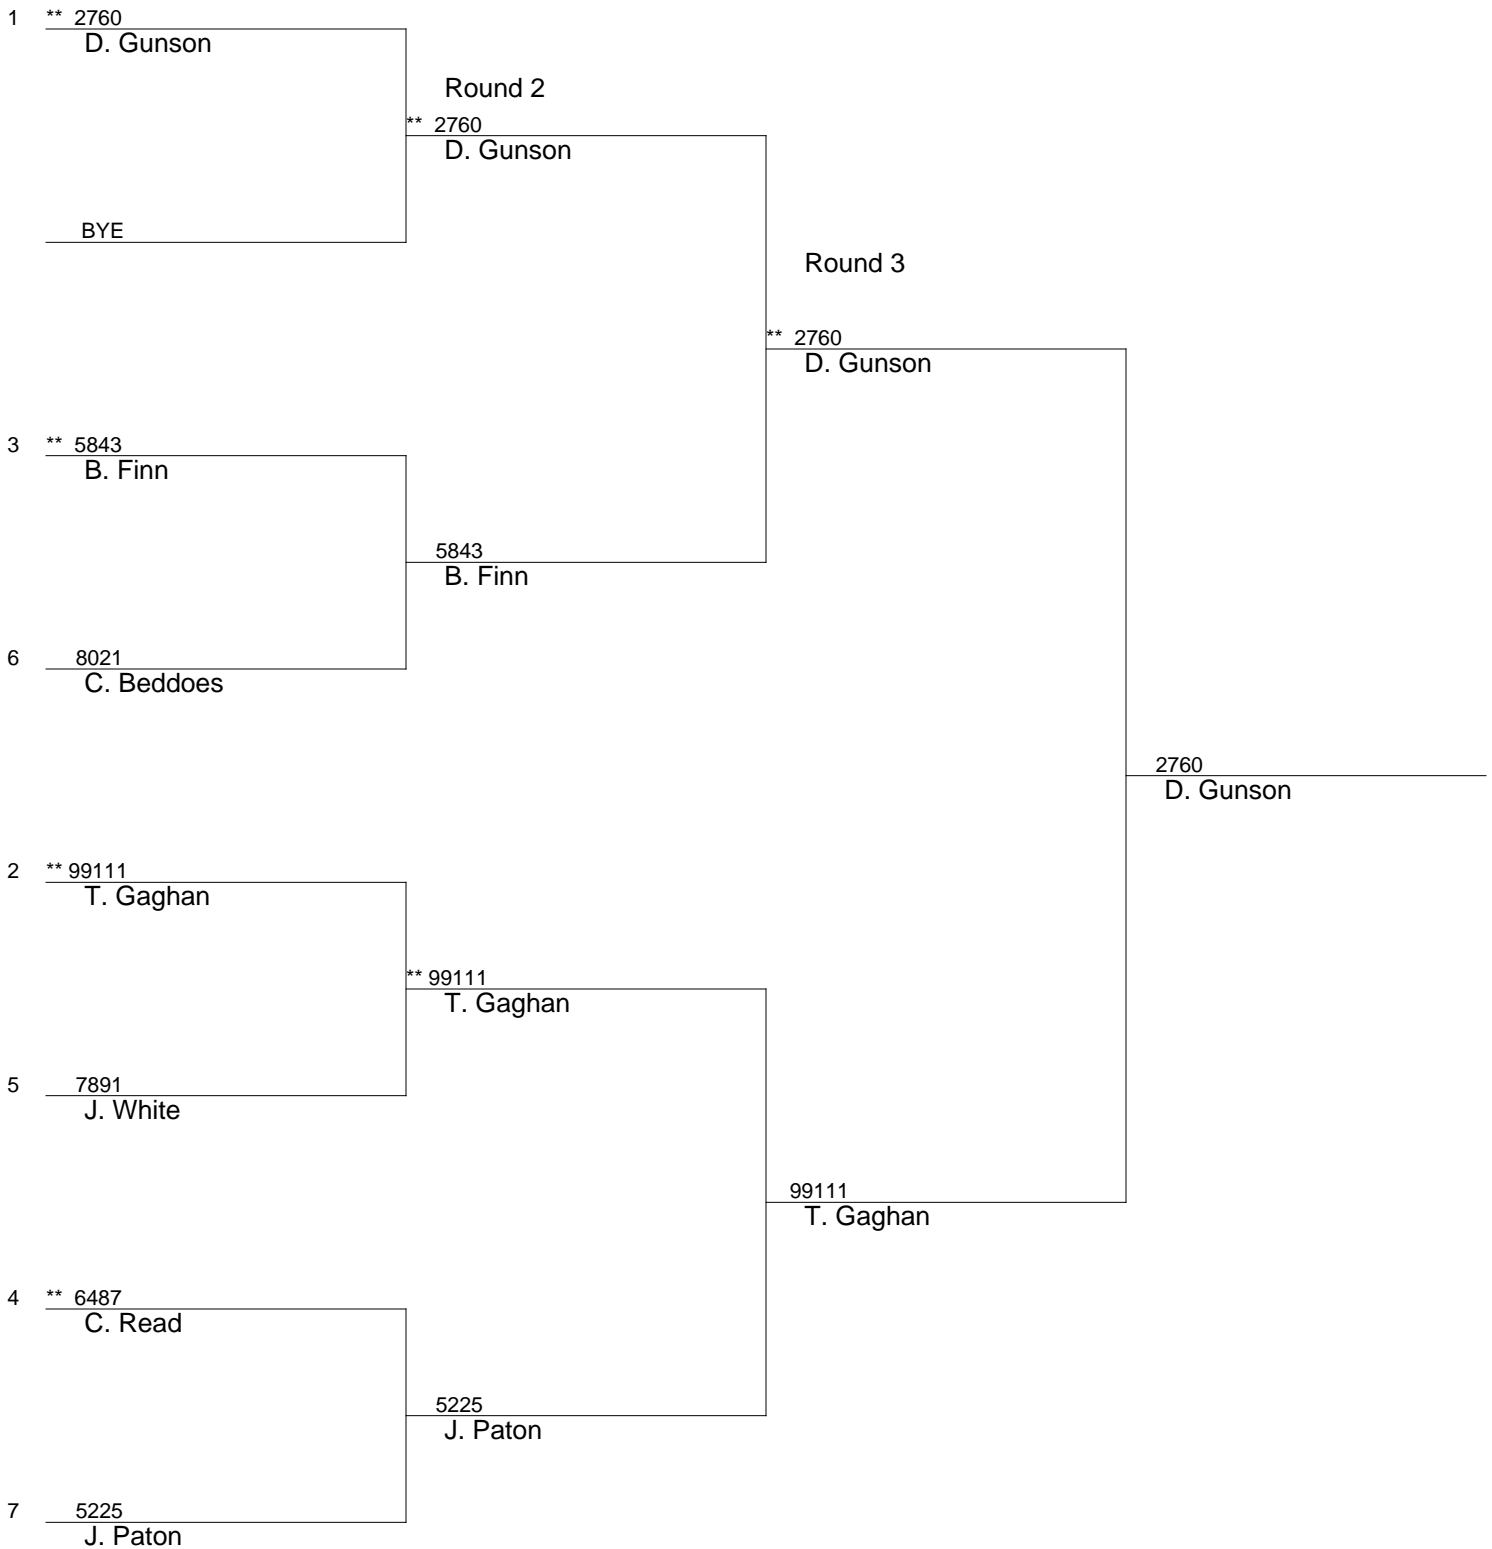 1 ** 2760
D. Gunson
Round 2
** 2760
D. Gunson
BYE
Round 3
** 2760
D. Gunson
3 ** 5843
B. Finn
5843
B. Finn
6 8021
C. Beddoes
2760
D. Gunson
2 ** 99111
T. Gaghan
** 99111
T. Gaghan
5 7891
J. White
99111
T. Gaghan
4 ** 6487
C. Read
5225
J. Paton
7 5225
J. Paton